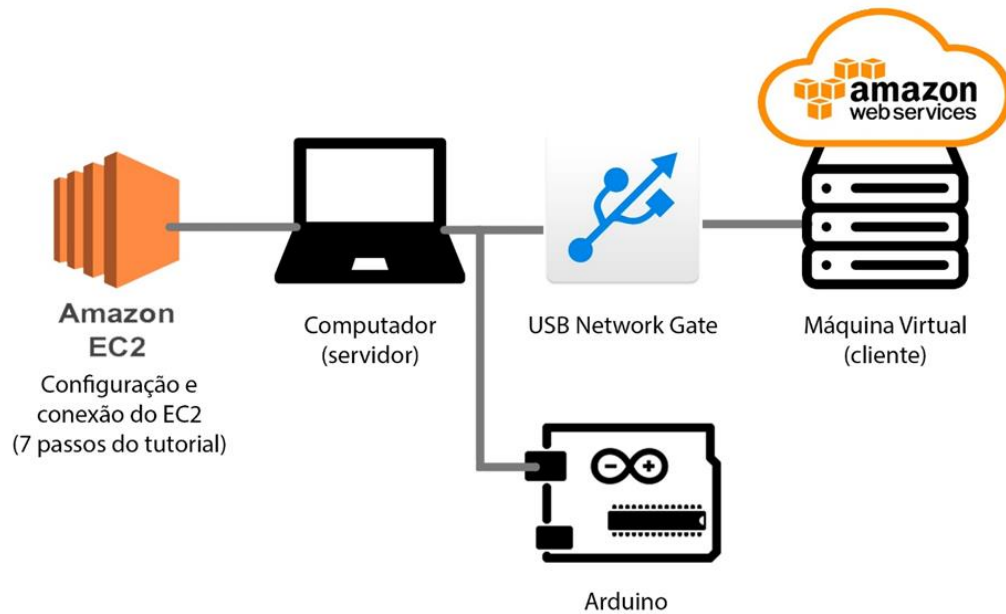 amazon
web services
Amazon
EC2
Configuração e
conexão do EC2
(7 passos do tutorial)
Computador
(servidor)
USB Network Gate
Máquina Virtual
(cliente)
Arduino